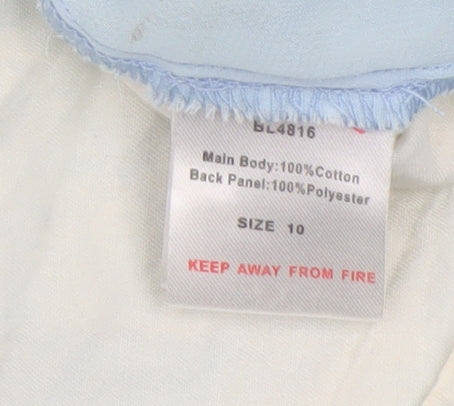 BL4816
Main Body:100%Cotton
Back Panel:100%Polyester
SIZE 10
KEEP AWAY FROM FIRE